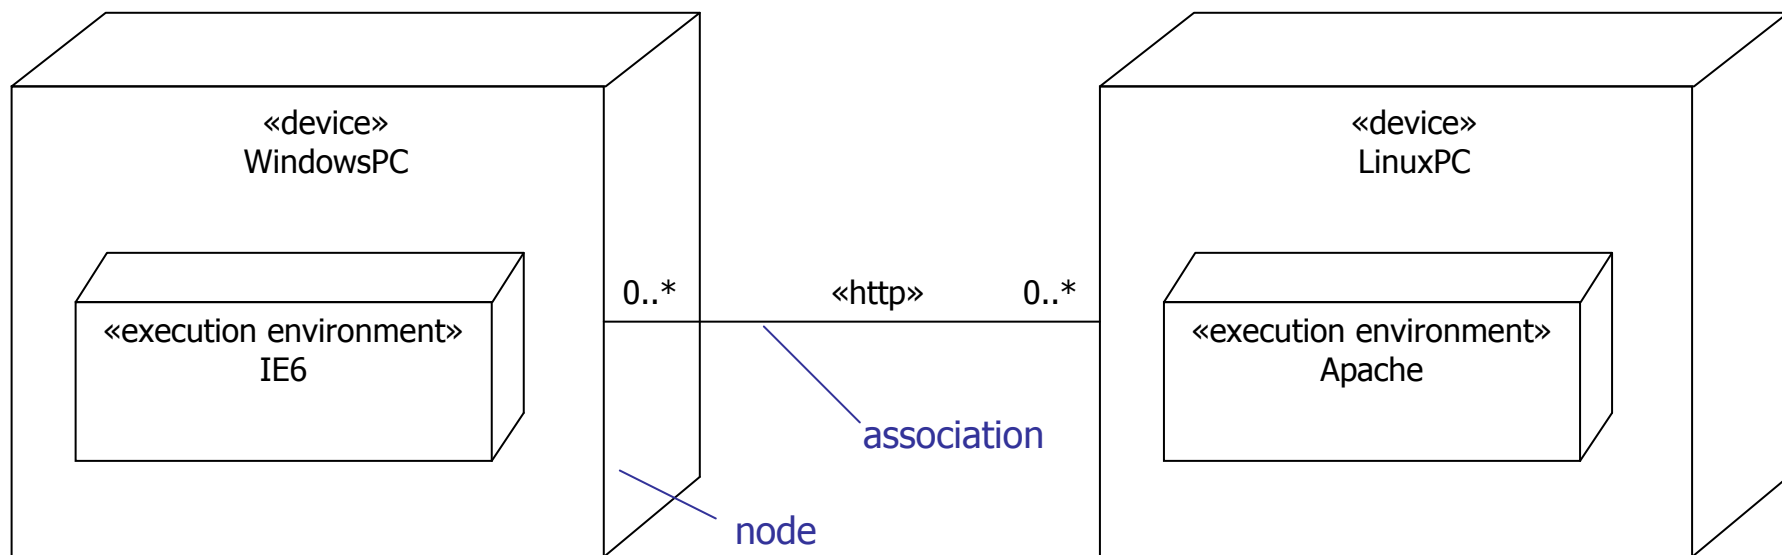 «device»
WindowsPC
«device»
LinuxPC
0..*
«http»
0..*
«execution environment»
IE6
«execution environment»
Apache
association
node